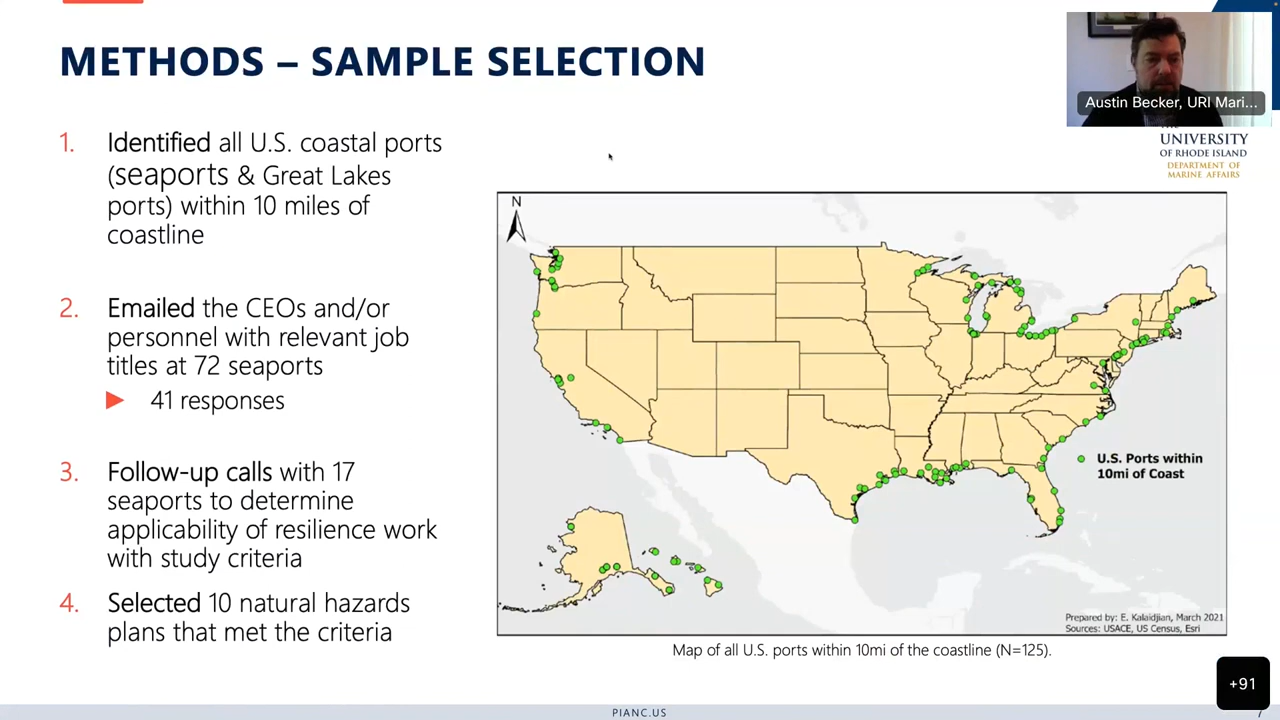 METHODS – SAMPLE SELECTION
Austin Becker, URI Mari...
UNIVERSITY
OF RHODE ISLAND
DEPARTMENT OF
MARINE AFFAIRS
1. Identified all U.S. coastal ports
(seaports & Great Lakes
ports) within 10 miles of
coastline
2. Emailed the CEOs and/or
personnel with relevant job
titles at 72 seaports
41 responses
3. Follow-up calls with 17
seaports to determine
applicability of resilience work
with study criteria
4. Selected 10 natural hazards
plans that met the criteria
N
U.S. Ports within
10mi of Coast
Prepared by: E. Kalaidjian, March 2021
Sources: USACE, US Census, Esri
Map of all U.S. ports within 10mi of the coastline (N=125).
+91
PIANC.US
7